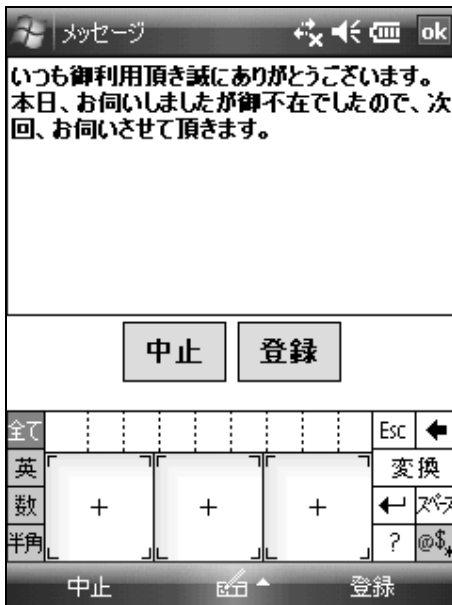 メッセージ ok
いつも御利用頂き誠にありがとうございます。
本日、お伺いしましたが御不在でしたので、次
回、お伺いさせて頂きます。
中止 登録
全て Esc
英 変換
数 スペース
半角 ? @$*
中止 登録